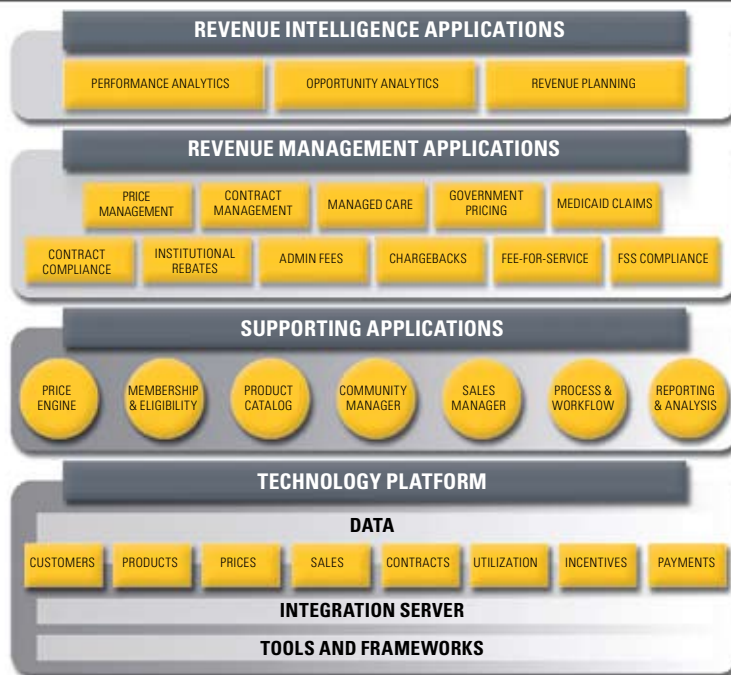 REVENUE INTELLIGENCE APPLICATIONS
PERFORMANCE ANALYTICS
OPPORTUNITY ANALYTICS
REVENUE PLANNING
REVENUE MANAGEMENT APPLICATIONS
PRICE
MANAGEMENT
CONTRACT
MANAGEMENT
MANAGED CARE
GOVERNMENT
PRICING
MEDICAID CLAIMS
CONTRACT
COMPLIANCE
INSTITUTIONAL
REBATES
ADMIN FEES
CHARGEBACKS
FEE-FOR-SERVICE
FSS COMPLIANCE
SUPPORTING APPLICATIONS
PRICE
ENGINE
MEMBERSHIP
& ELIGIBILITY
PRODUCT
CATALOG
COMMUNITY
MANAGER
SALES
MANAGER
PROCESS &
WORKFLOW
REPORTING
& ANALYSIS
TECHNOLOGY PLATFORM
DATA
CUSTOMERS
PRODUCTS
PRICES
SALES
CONTRACTS
UTILIZATION
INCENTIVES
PAYMENTS
INTEGRATION SERVER
TOOLS AND FRAMEWORKS